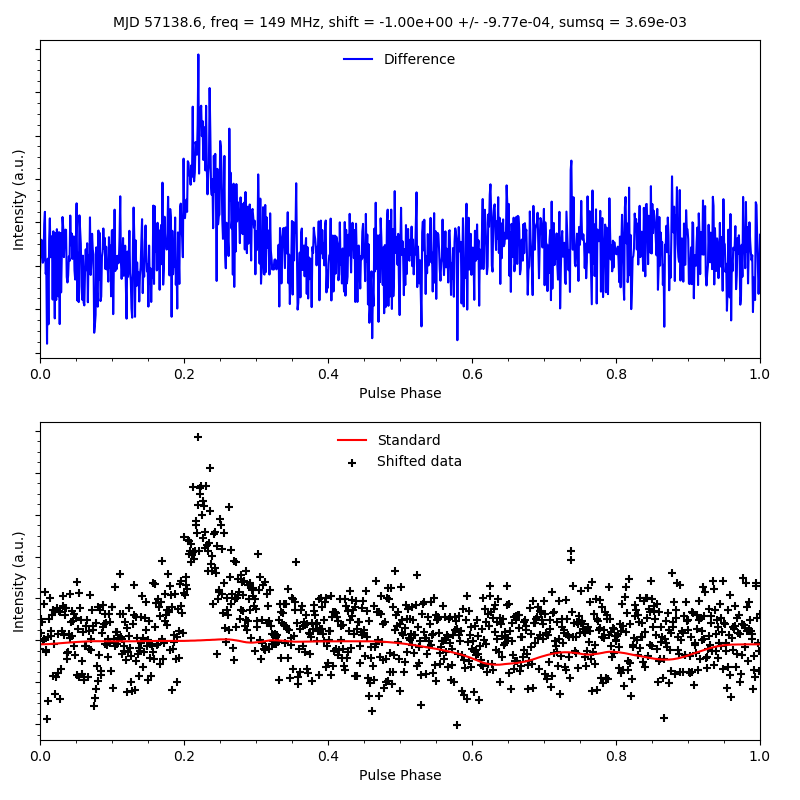 MJD 57138.6, freq = 149 MHz, shift = -1.00e+00 +/- -9.77e-04, sumsq = 3.69e-03
Difference
Intensity (a.u.)
0.0 0.2 0.4 0.6 0.8 1.0
Pulse Phase
Standard
Shifted data
Intensity (a.u.)
0.0 0.2 0.4 0.6 0.8 1.0
Pulse Phase